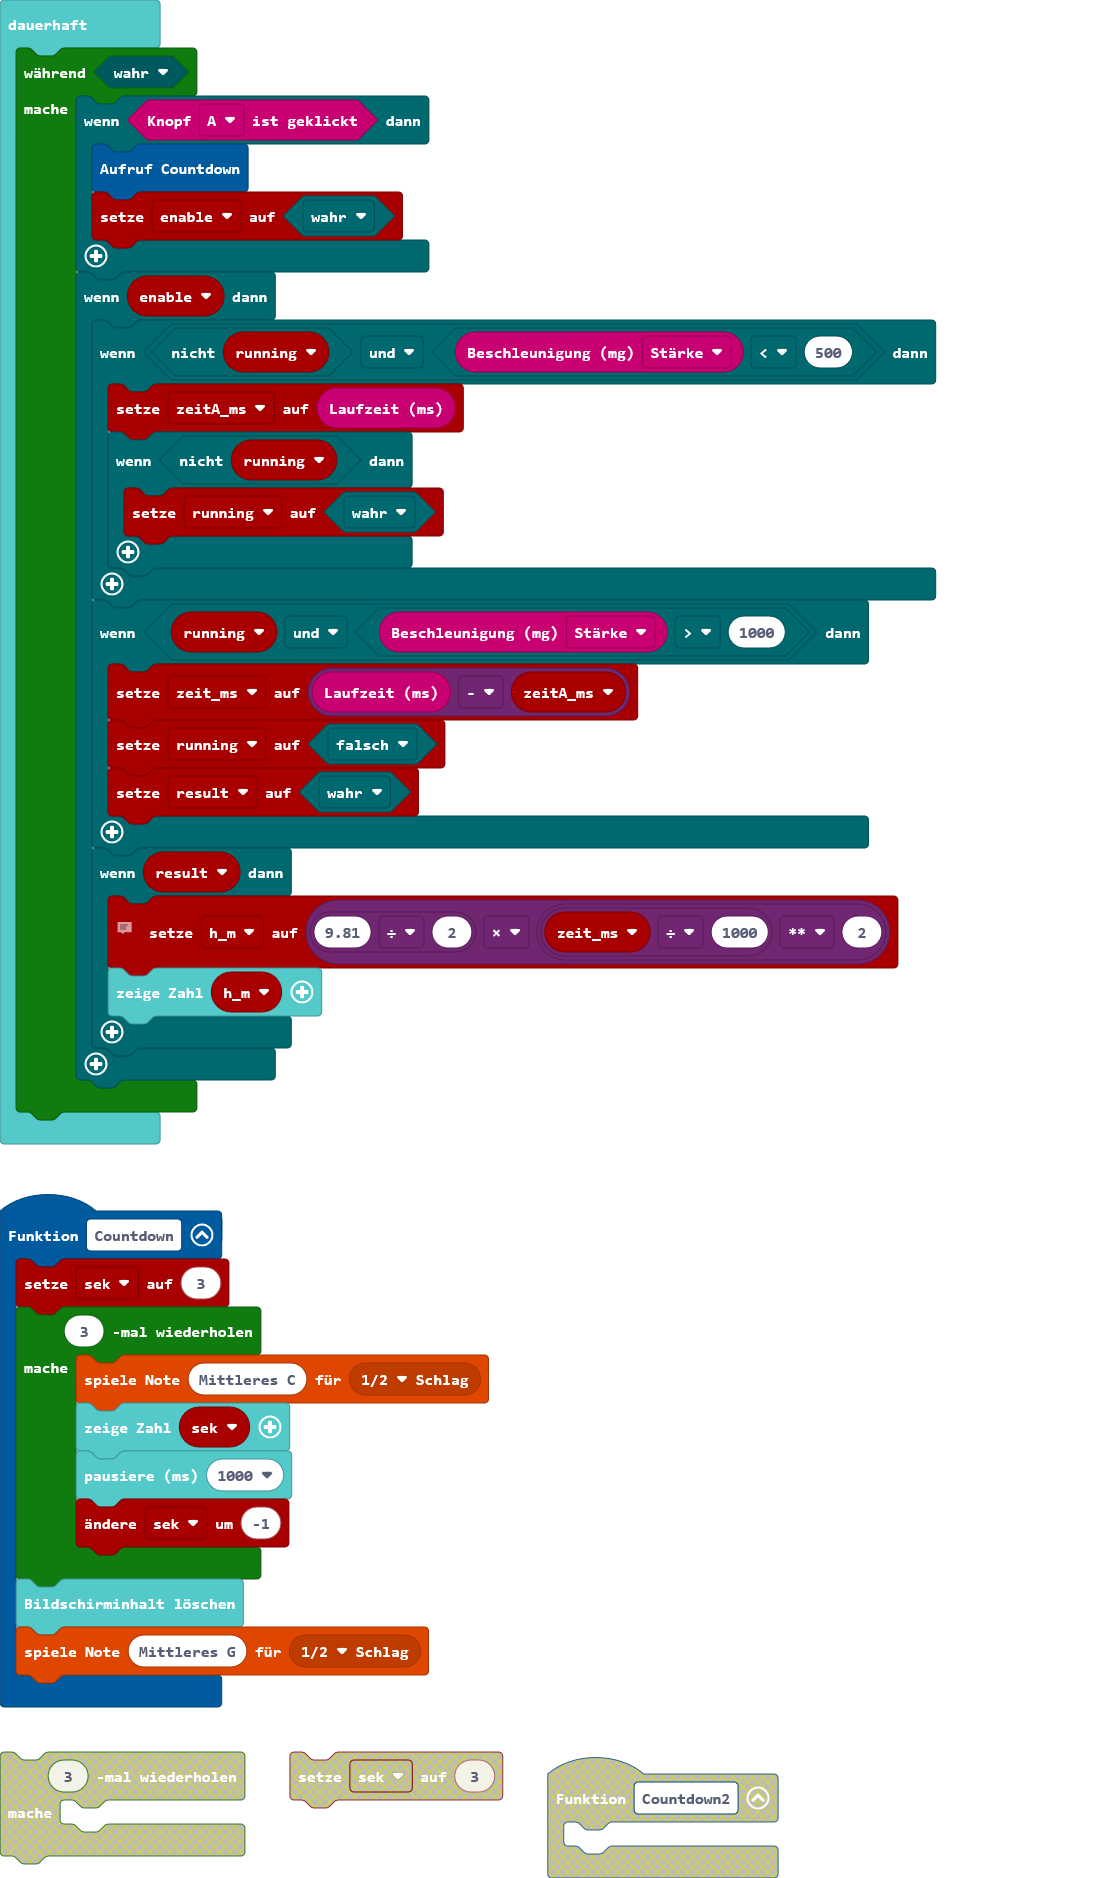 dauerhaft
während wahr
mache wenn Knopf A ist geklickt dann
Aufruf Countdown
setze enable auf wahr
wenn enable dann
wenn nicht running und Beschleunigung (mg) Stärke < 500 dann
setze zeitA_ms auf Laufzeit (ms)
wenn nicht running dann
setze running auf wahr
wenn running und Beschleunigung (mg) Stärke > 1000 dann
setze zeit_ms auf Laufzeit (ms) - zeitA_ms
setze running auf falsch
setze result auf wahr
wenn result dann
setze h_m auf 9.81 ÷ 2 × zeit_ms ÷ 1000 ** 2
zeige Zahl h_m
Funktion Countdown
setze sek auf 3
3 -mal wiederholen
mache spiele Note Mittleres C für 1/2 Schlag
zeige Zahl sek
pausiere (ms) 1000
ändere sek um -1
Bildschirminhalt löschen
spiele Note Mittleres G für 1/2 Schlag
3 -mal wiederholen
mache
setze sek auf 3
Funktion Countdown2